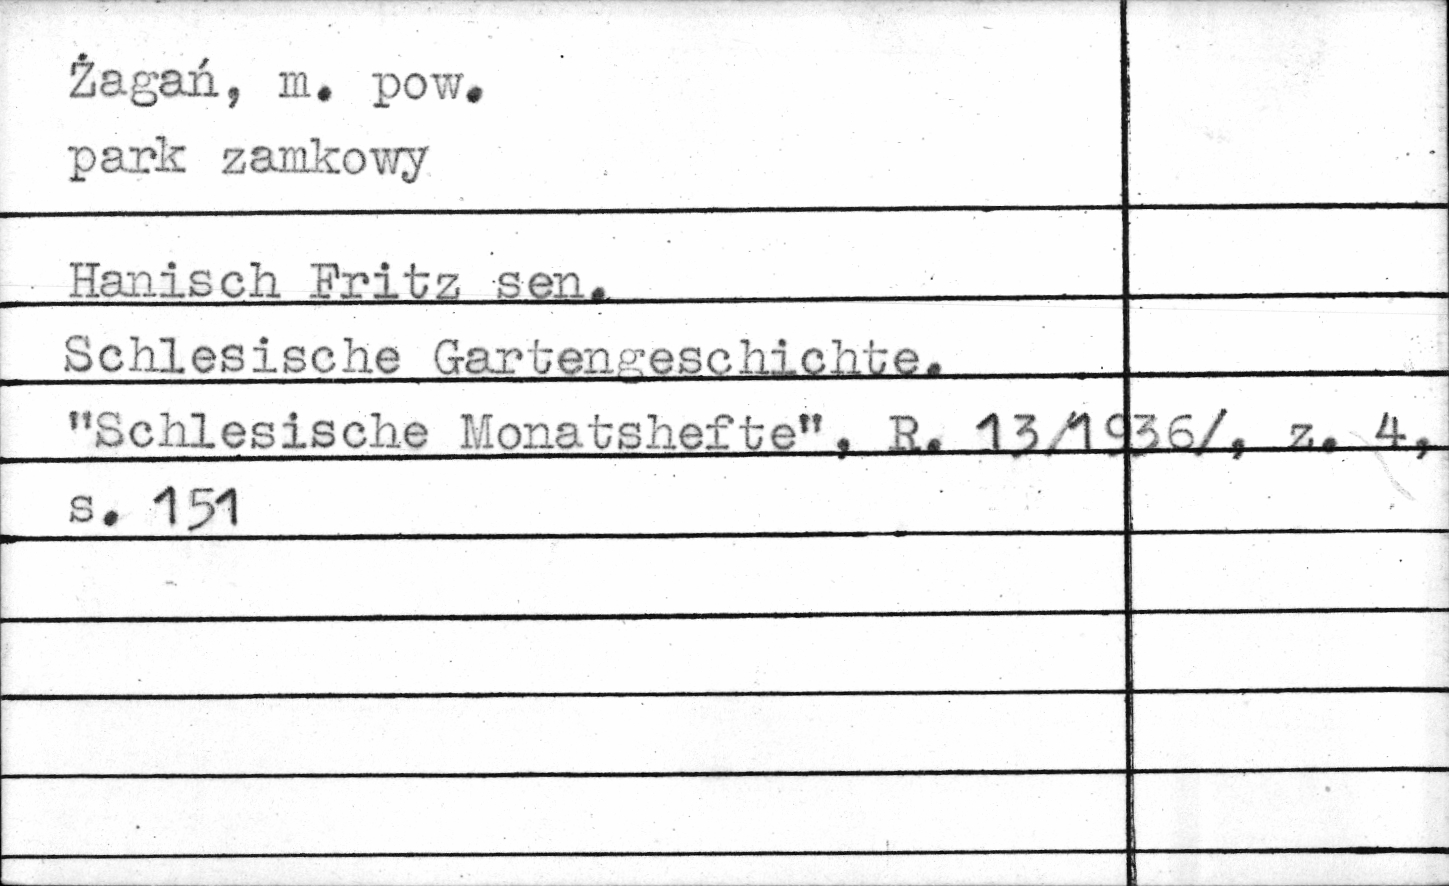 Żagań, m. pow.
park zamkowy
Hanisch Fritz sen.
Schlesische Gartengeschichte.
"Schlesische Monatshefte", R. 13/1936/, z. 4,
s. 151